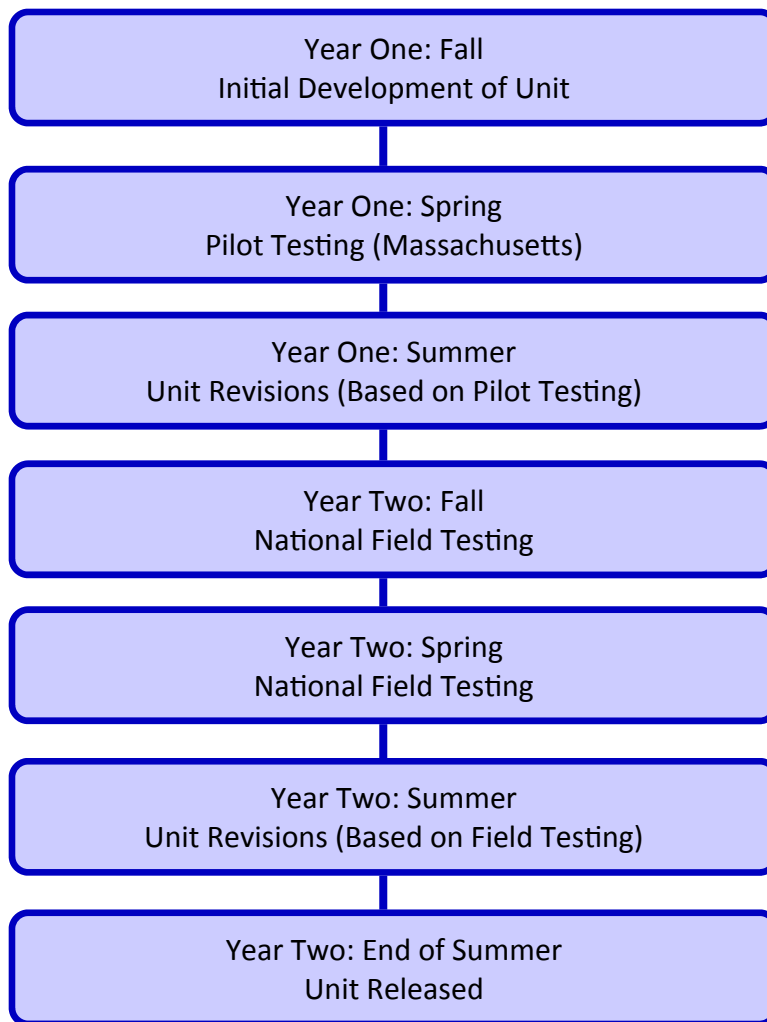 Year One: Fall
Initial Development of Unit
Year One: Spring
Pilot Testing (Massachusetts)
Year One: Summer
Unit Revisions (Based on Pilot Testing)
Year Two: Fall
National Field Testing
Year Two: Spring
National Field Testing
Year Two: Summer
Unit Revisions (Based on Field Testing)
Year Two: End of Summer
Unit Released